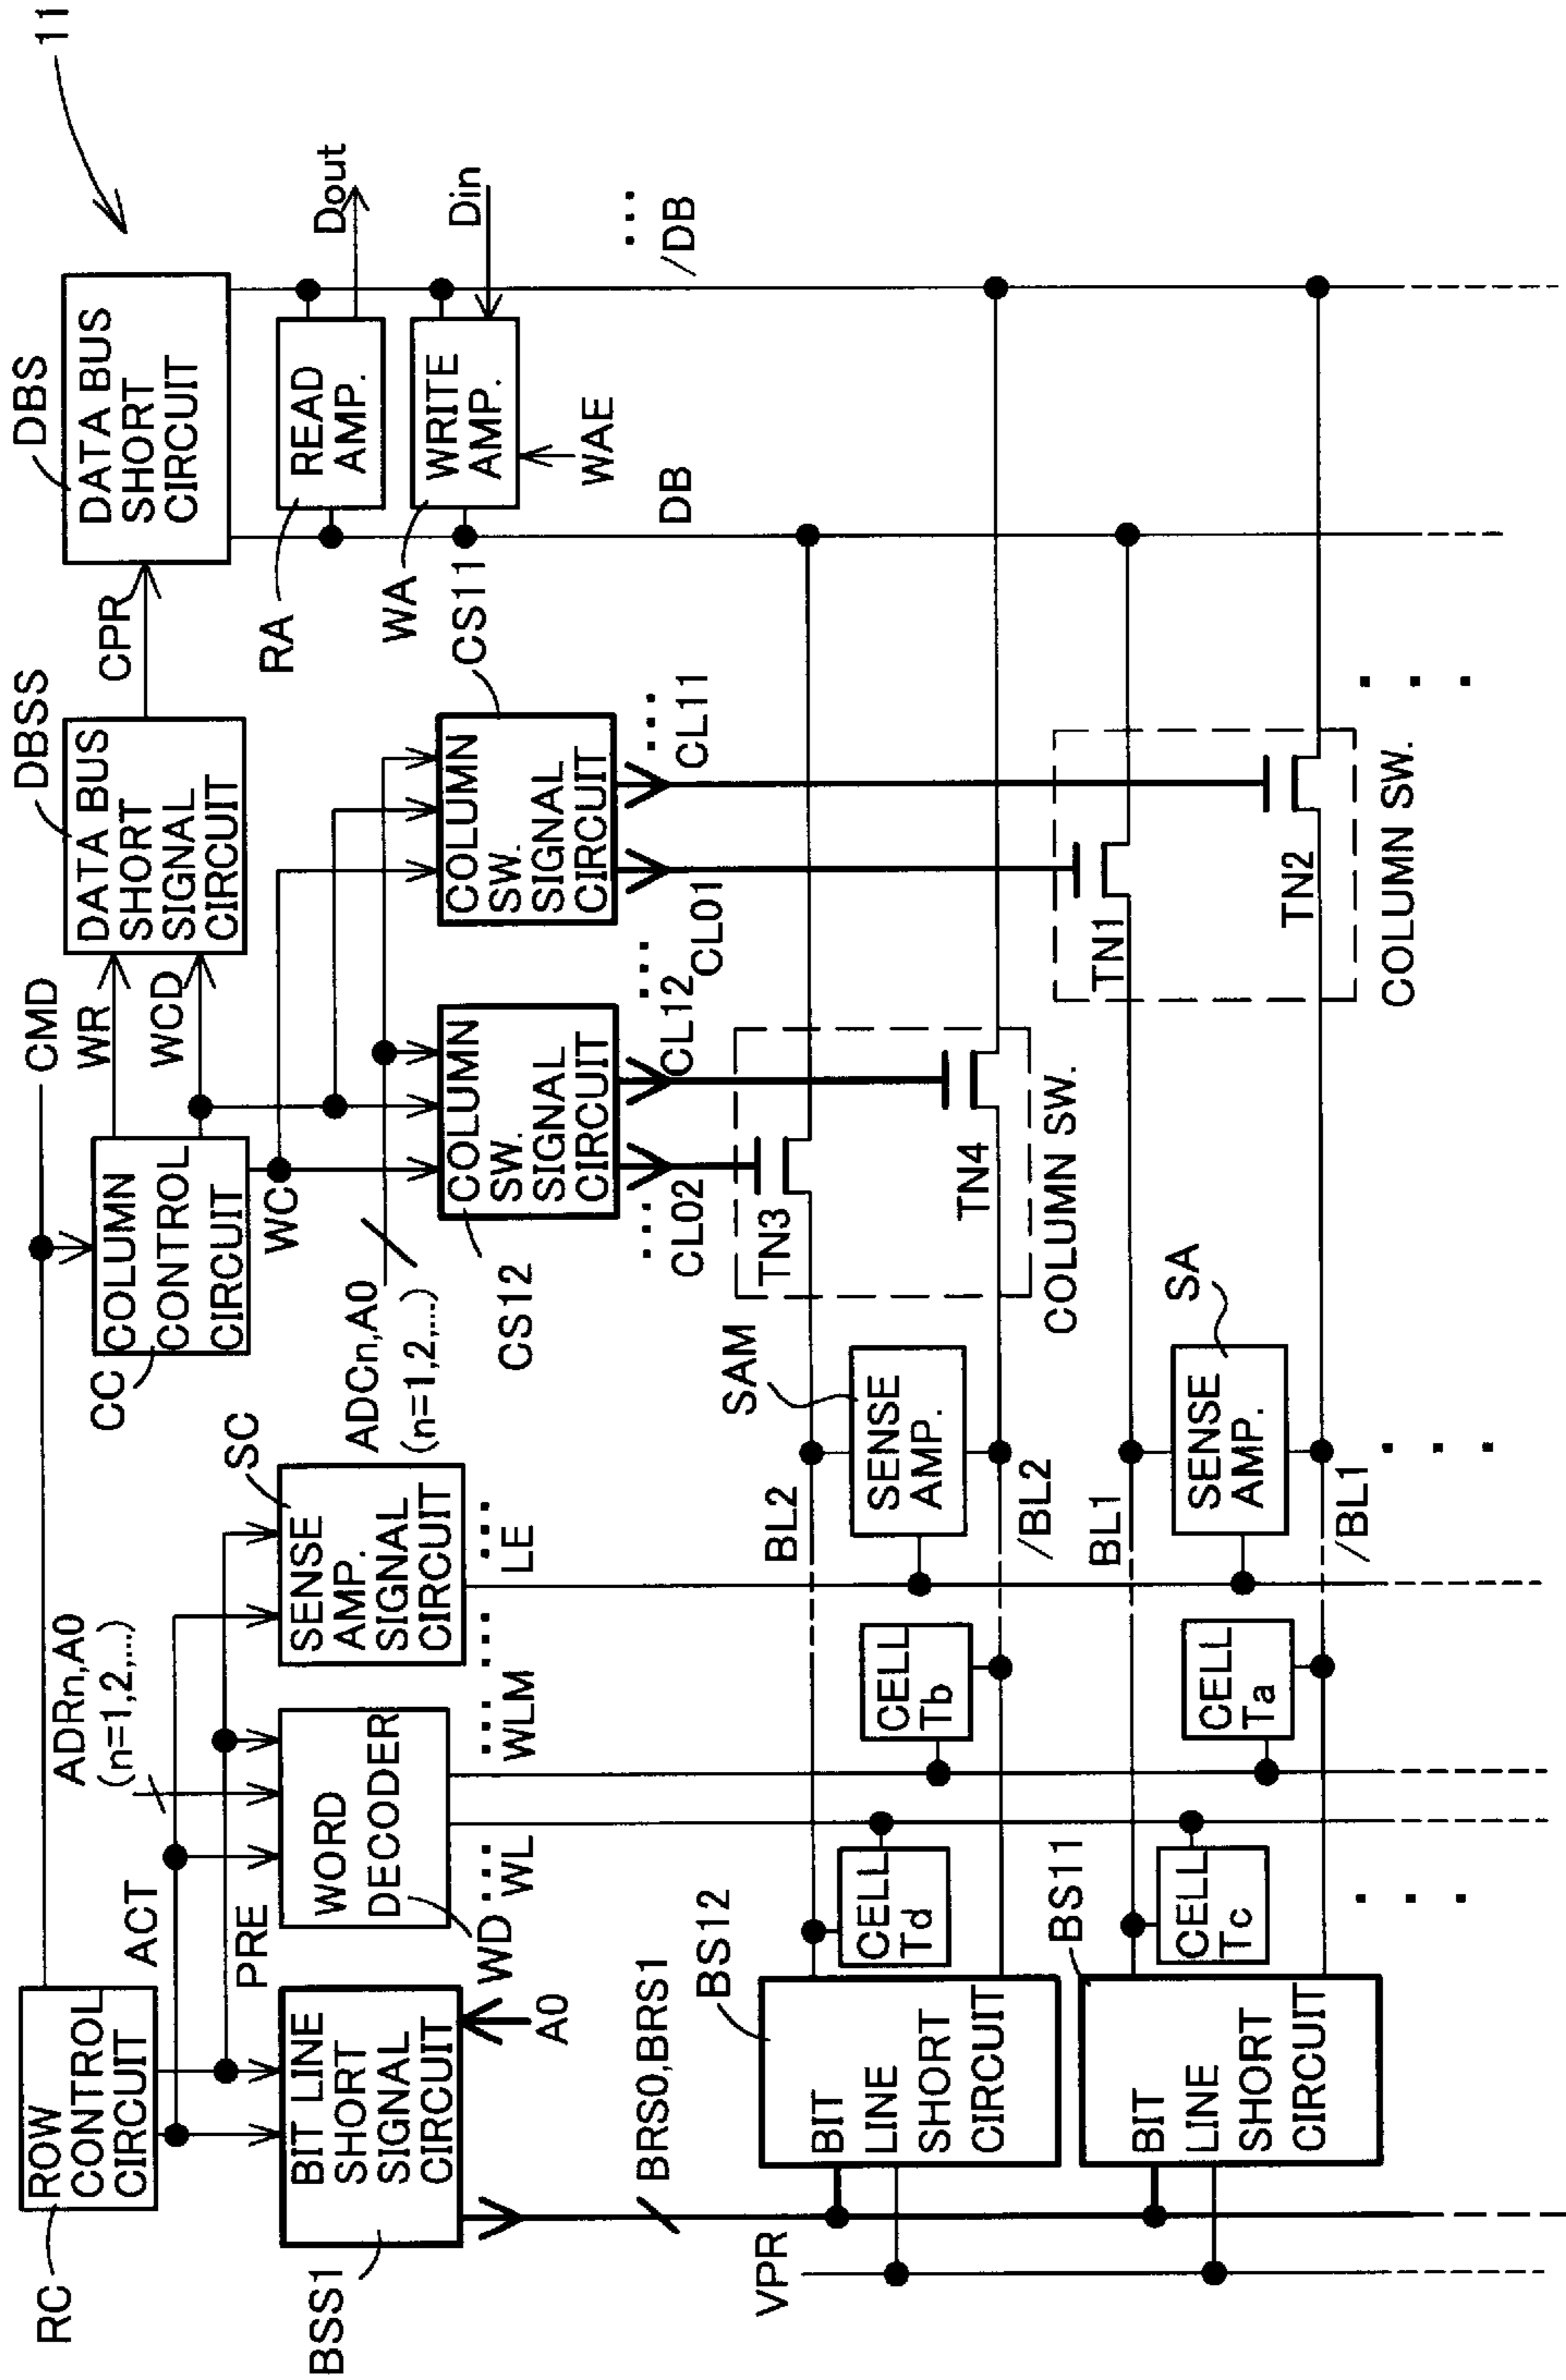 11
RC
ROW
CONTROL
CIRCUIT
ACT
PRE
ADRn,A0
(n=1,2,...)
CC
COLUMN
CONTROL
CIRCUIT
CMD
WR
WCD
WC
DBSS
DATA BUS
SHORT
SIGNAL
CIRCUIT
CPR
DBS
DATA BUS
SHORT
CIRCUIT
BSS1
BIT LINE
SHORT
SIGNAL
CIRCUIT
A0
WD
WORD
DECODER
SC
SENSE
AMP.
SIGNAL
CIRCUIT
ADCn,A0
(n=1,2,...)
CS12
COLUMN
SW.
SIGNAL
CIRCUIT
CS11
COLUMN
SW.
SIGNAL
CIRCUIT
RA
READ
AMP.
Dout
WA
WRITE
AMP.
Din
WAE
BRS0,BRS1
...WL
...WLM
...
...LE
...CL02
CL12
...
CL01
CL11
...
DB
/DB
...
VPR
BS12
BIT
LINE
SHORT
CIRCUIT
CELL
Td
CELL
Tb
BL2
/BL2
SAM
SENSE
AMP.
TN3
TN4
COLUMN SW.
BS11
BIT
LINE
SHORT
CIRCUIT
CELL
Tc
CELL
Ta
BL1
/BL1
SA
SENSE
AMP.
TN1
TN2
COLUMN SW.
. . .
. . .
. . .